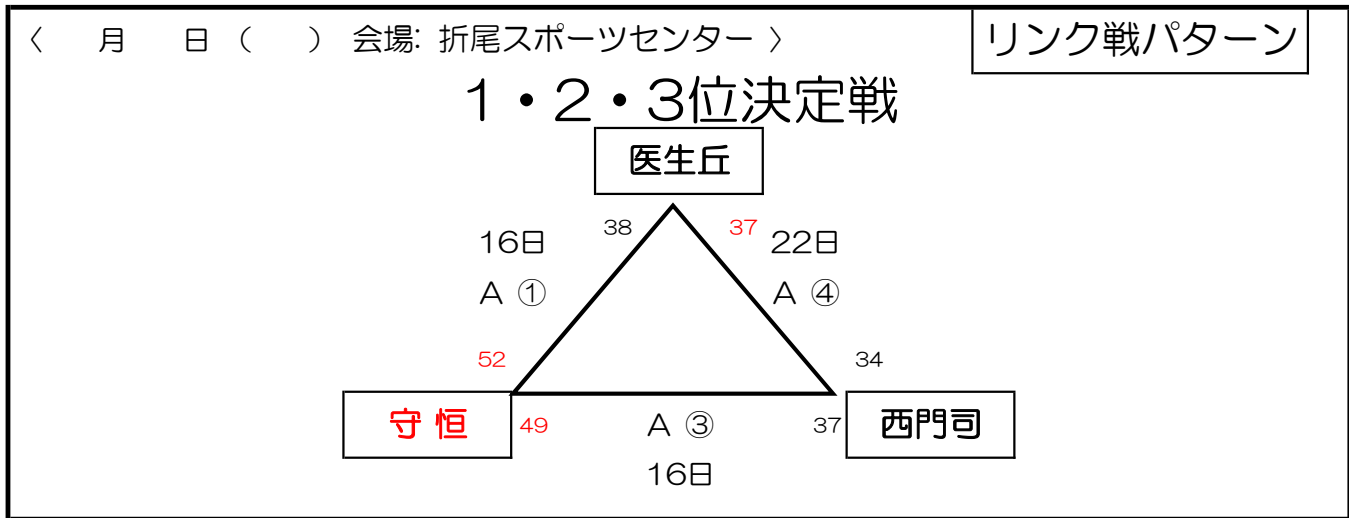 〈　月　日（　）会場: 折尾スポーツセンター 〉
リンク戦パターン
1・2・3位決定戦
医生丘
38
37
16日
22日
A ①
A ④
52
34
守 恒
49
A ③
37
西門司
16日